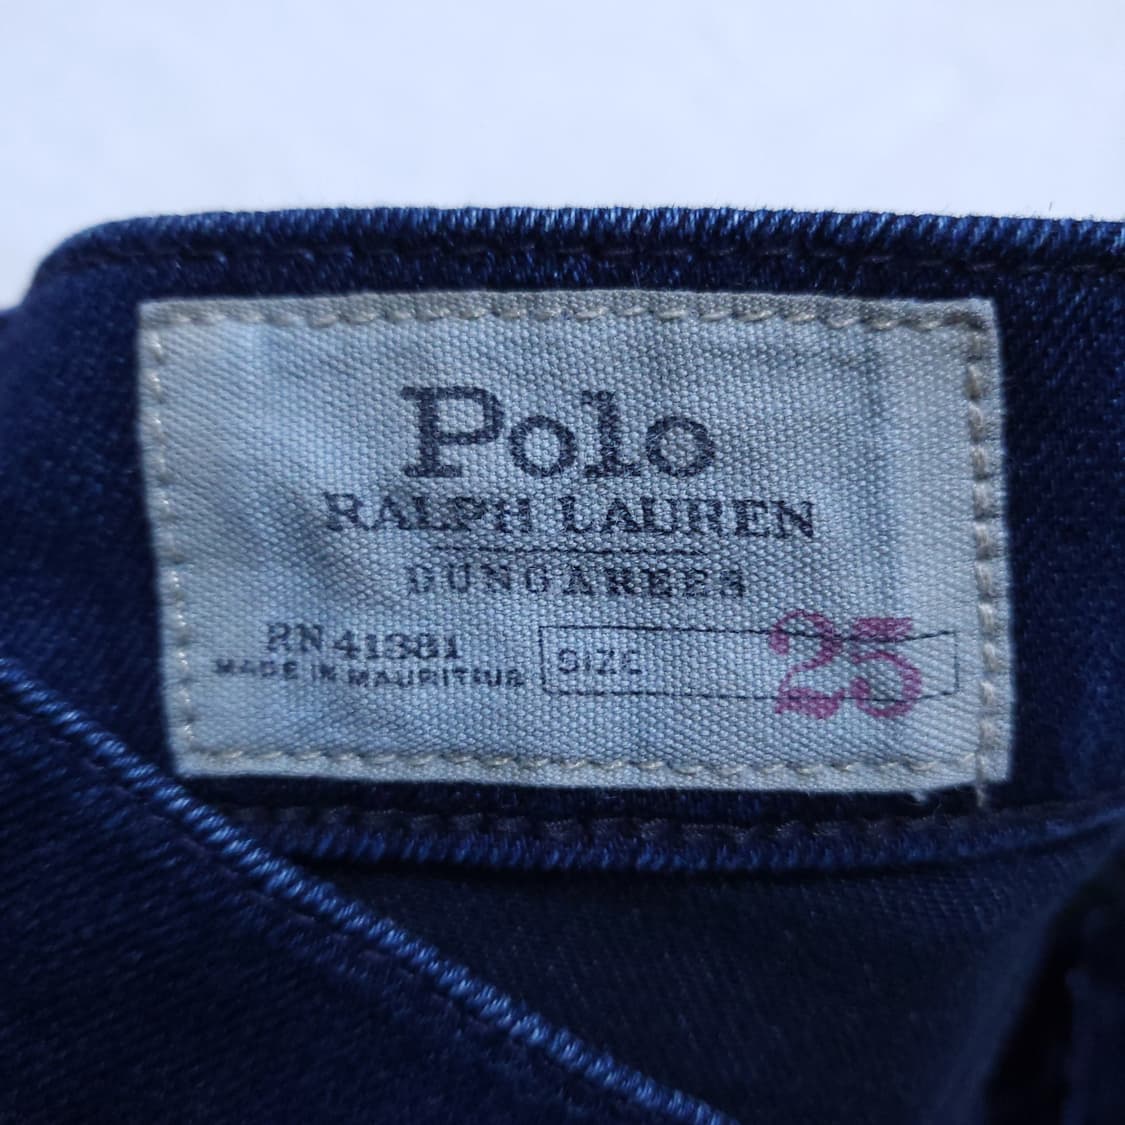 Polo
RALPH LAUREN
DUNGAREES
RN 41381
MADE IN MAURITIUS
SIZE 25